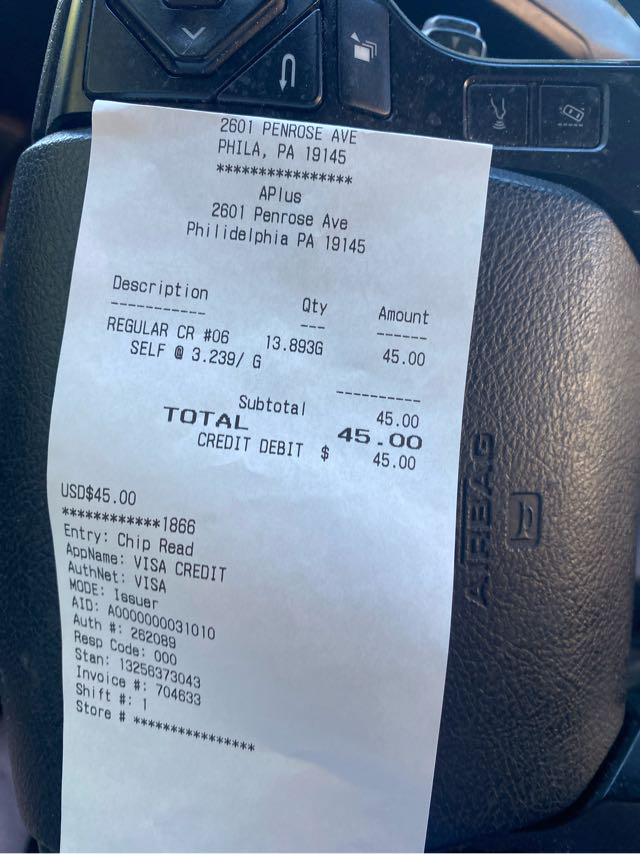 2601 PENROSE AVE
PHILA, PA 19145
****************
APlus
2601 Penrose Ave
Philidelphia PA 19145
Description Qty Amount
----------- --- ------
REGULAR CR #06 13.893G 45.00
SELF @ 3.239/ G
----------
Subtotal 45.00
TOTAL 45.00
CREDIT DEBIT $ 45.00
USD$45.00
************1866
Entry: Chip Read
AppName: VISA CREDIT
AuthNet: VISA
MODE: Issuer
AID: A0000000031010
Auth #: 262089
Resp Code: 000
Stan: 13256373043
Invoice #: 704633
Shift #: 1
Store # ****************
AIRBAG